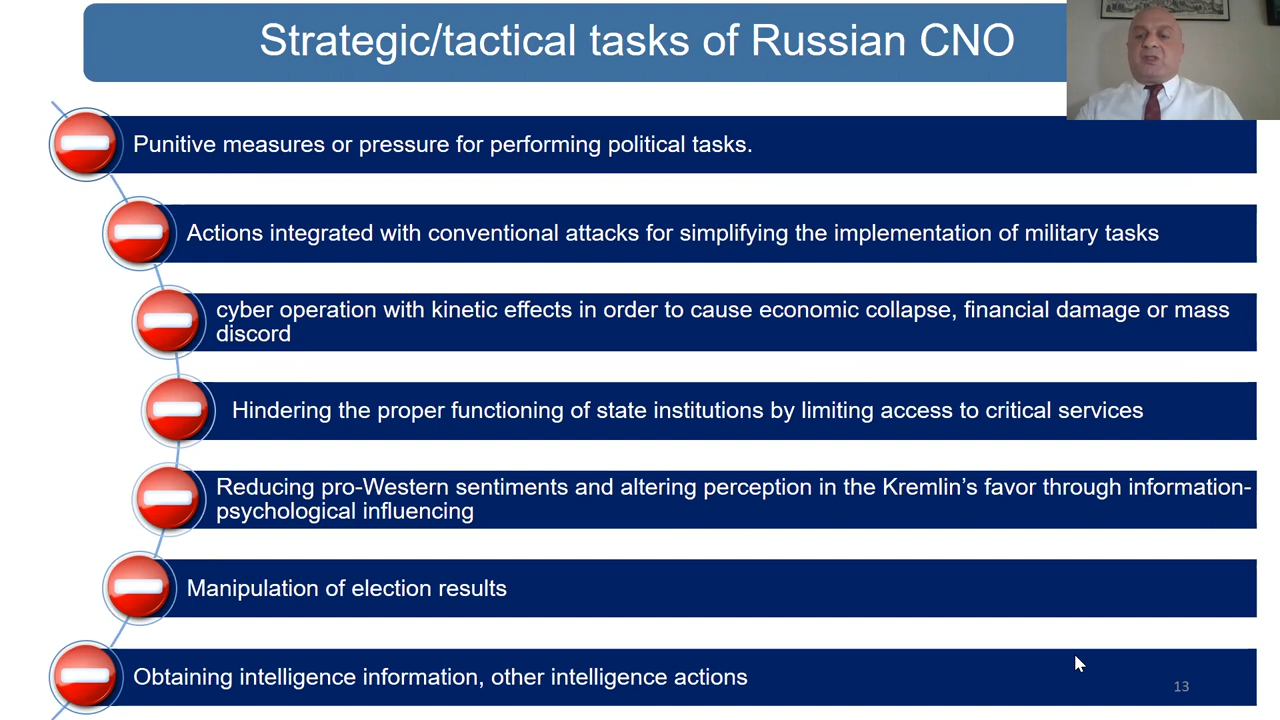 Strategic/tactical tasks of Russian CNO
Punitive measures or pressure for performing political tasks.
Actions integrated with conventional attacks for simplifying the implementation of military tasks
cyber operation with kinetic effects in order to cause economic collapse, financial damage or mass
discord
Hindering the proper functioning of state institutions by limiting access to critical services
Reducing pro-Western sentiments and altering perception in the Kremlin’s favor through information-
psychological influencing
Manipulation of election results
Obtaining intelligence information, other intelligence actions
13